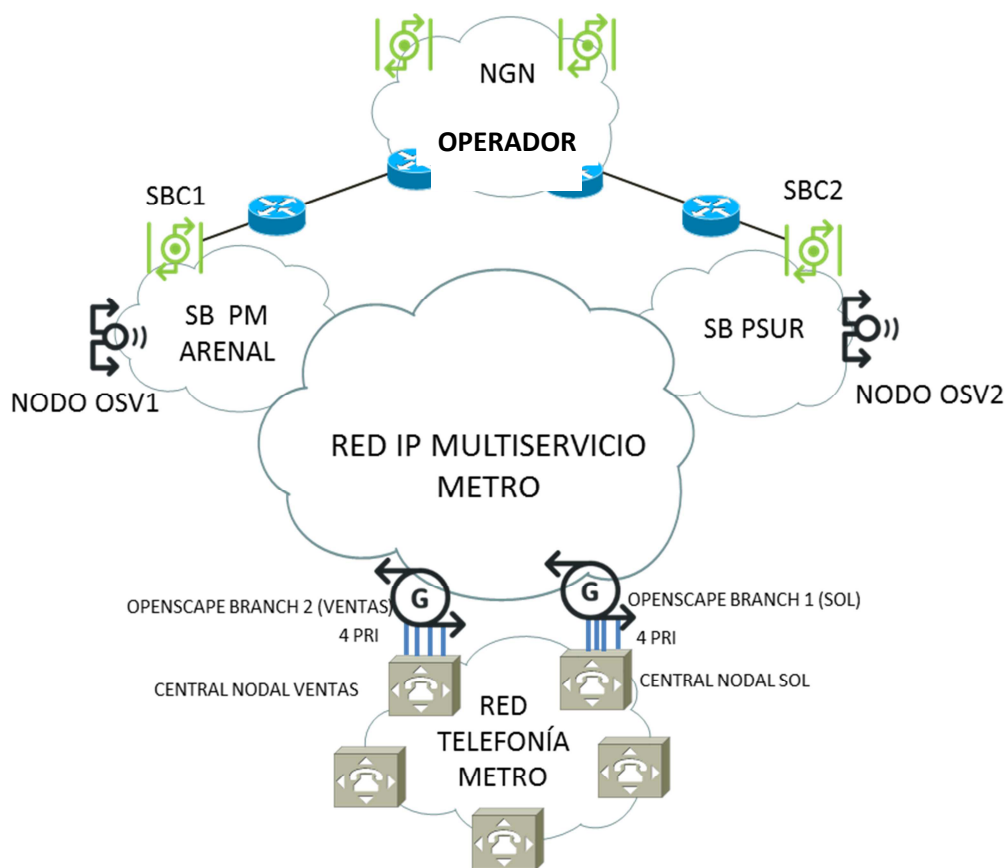 NGN
OPERADOR
SBC1
SBC2
SB PM
ARENAL
SB PSUR
NODO OSV1
NODO OSV2
RED IP MULTISERVICIO
METRO
G
G
OPENSCAPE BRANCH 2 (VENTAS)
4 PRI
OPENSCAPE BRANCH 1 (SOL)
4 PRI
CENTRAL NODAL VENTAS
CENTRAL NODAL SOL
RED
TELEFONÍA
METRO